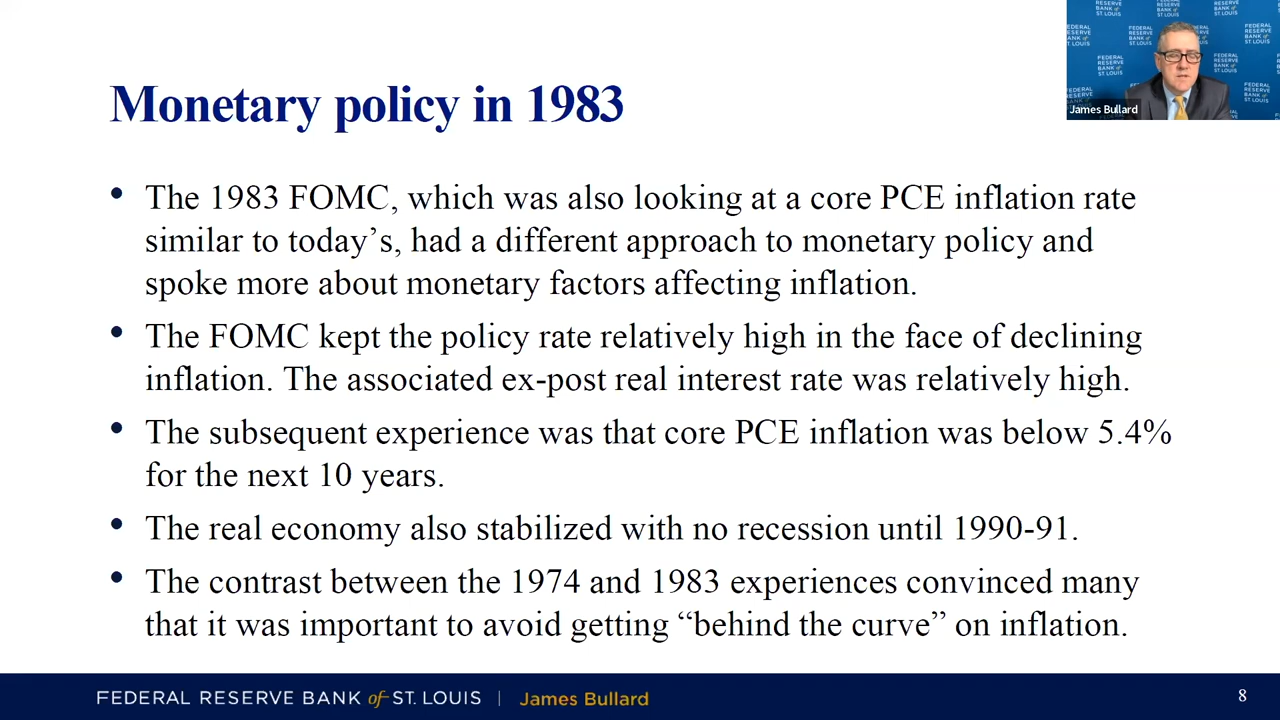 Monetary policy in 1983
• The 1983 FOMC, which was also looking at a core PCE inflation rate
similar to today’s, had a different approach to monetary policy and
spoke more about monetary factors affecting inflation.
• The FOMC kept the policy rate relatively high in the face of declining
inflation. The associated ex-post real interest rate was relatively high.
• The subsequent experience was that core PCE inflation was below 5.4%
for the next 10 years.
• The real economy also stabilized with no recession until 1990-91.
• The contrast between the 1974 and 1983 experiences convinced many
that it was important to avoid getting “behind the curve” on inflation.
FEDERAL RESERVE BANK of ST. LOUIS | James Bullard
8
FEDERAL
RESERVE
BANK of
ST. LOUIS
James Bullard